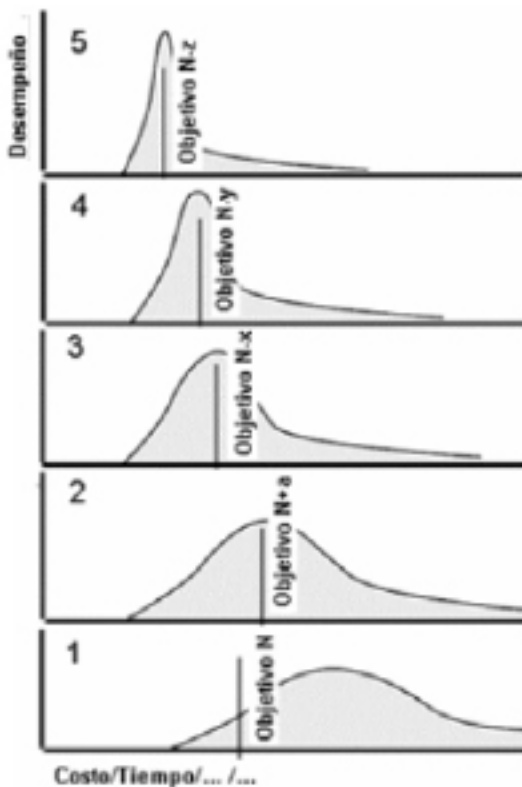 Desempeño
5
Objetivo N-z
4
Objetivo N-y
3
Objetivo N-x
2
Objetivo N+a
1
Objetivo N
Costo/Tiempo/... /...